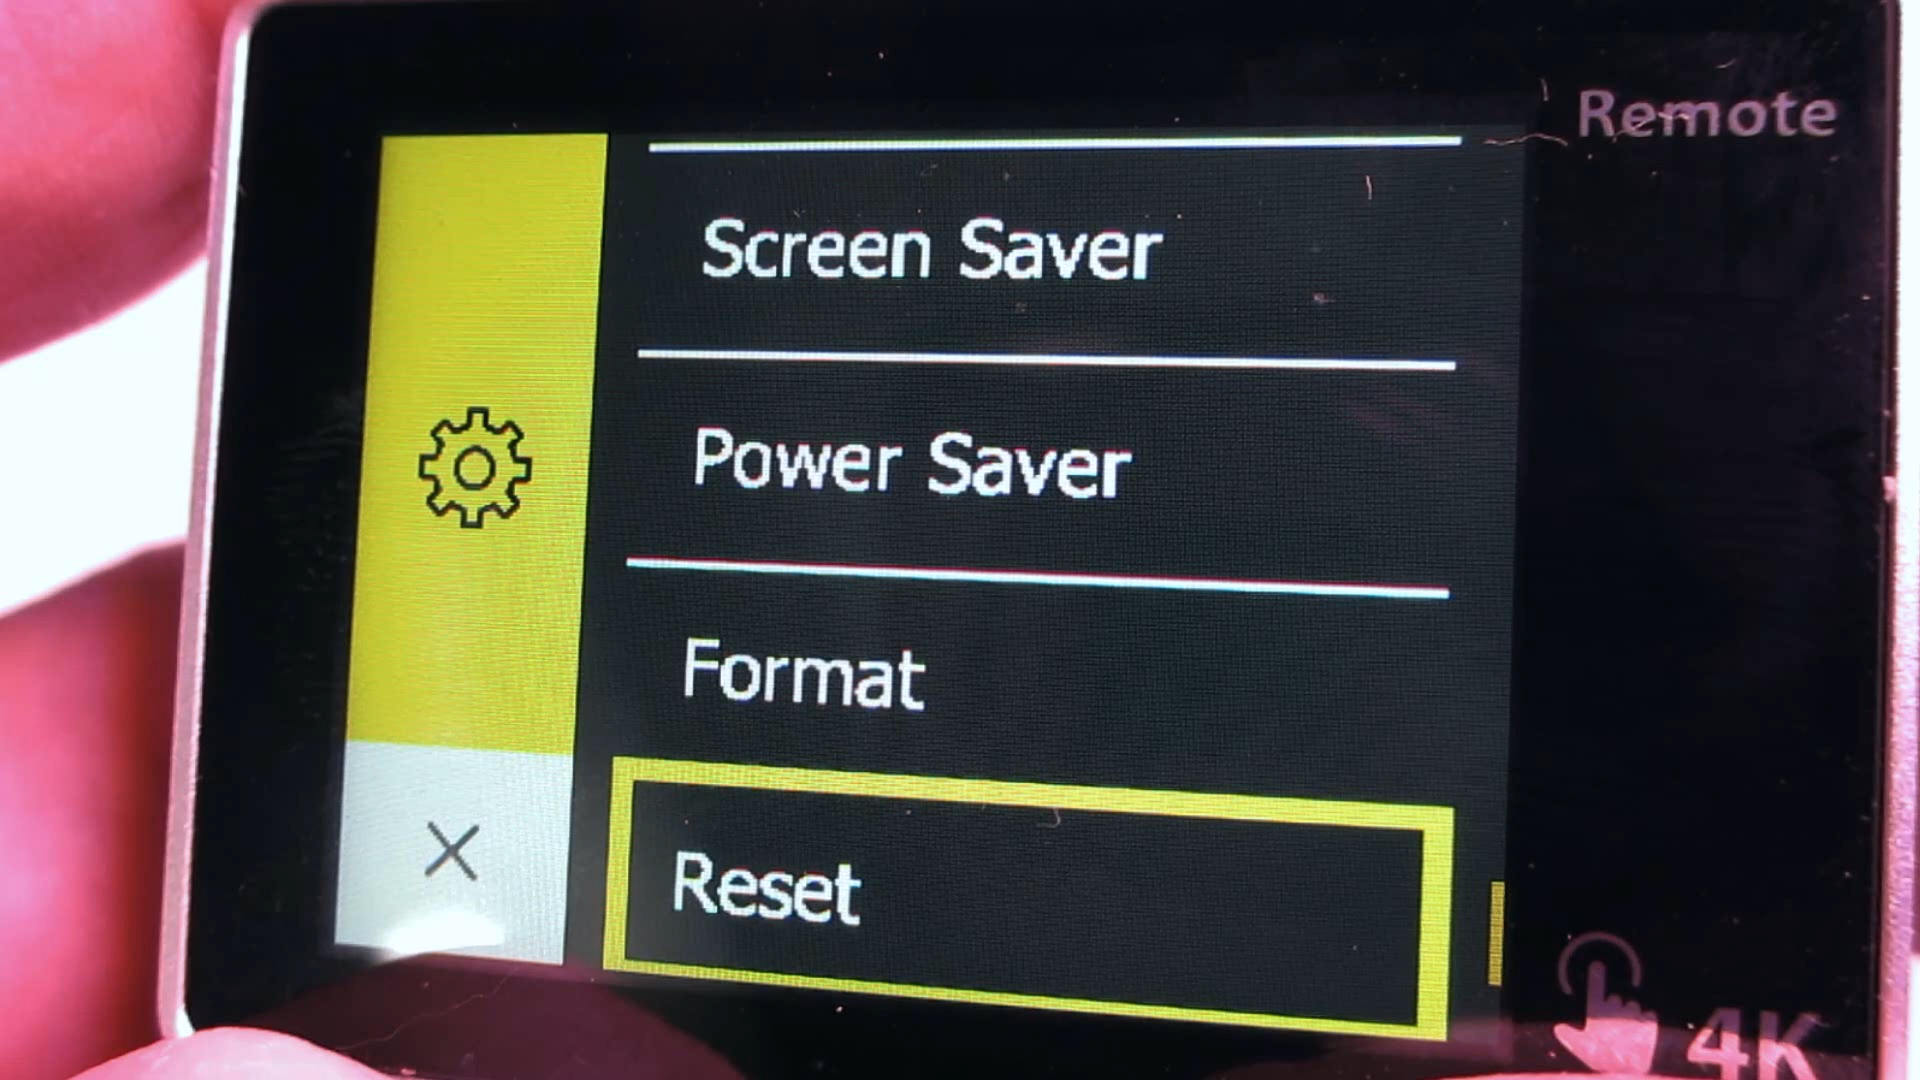 Remote
Screen Saver
Power Saver
Format
Reset
4K